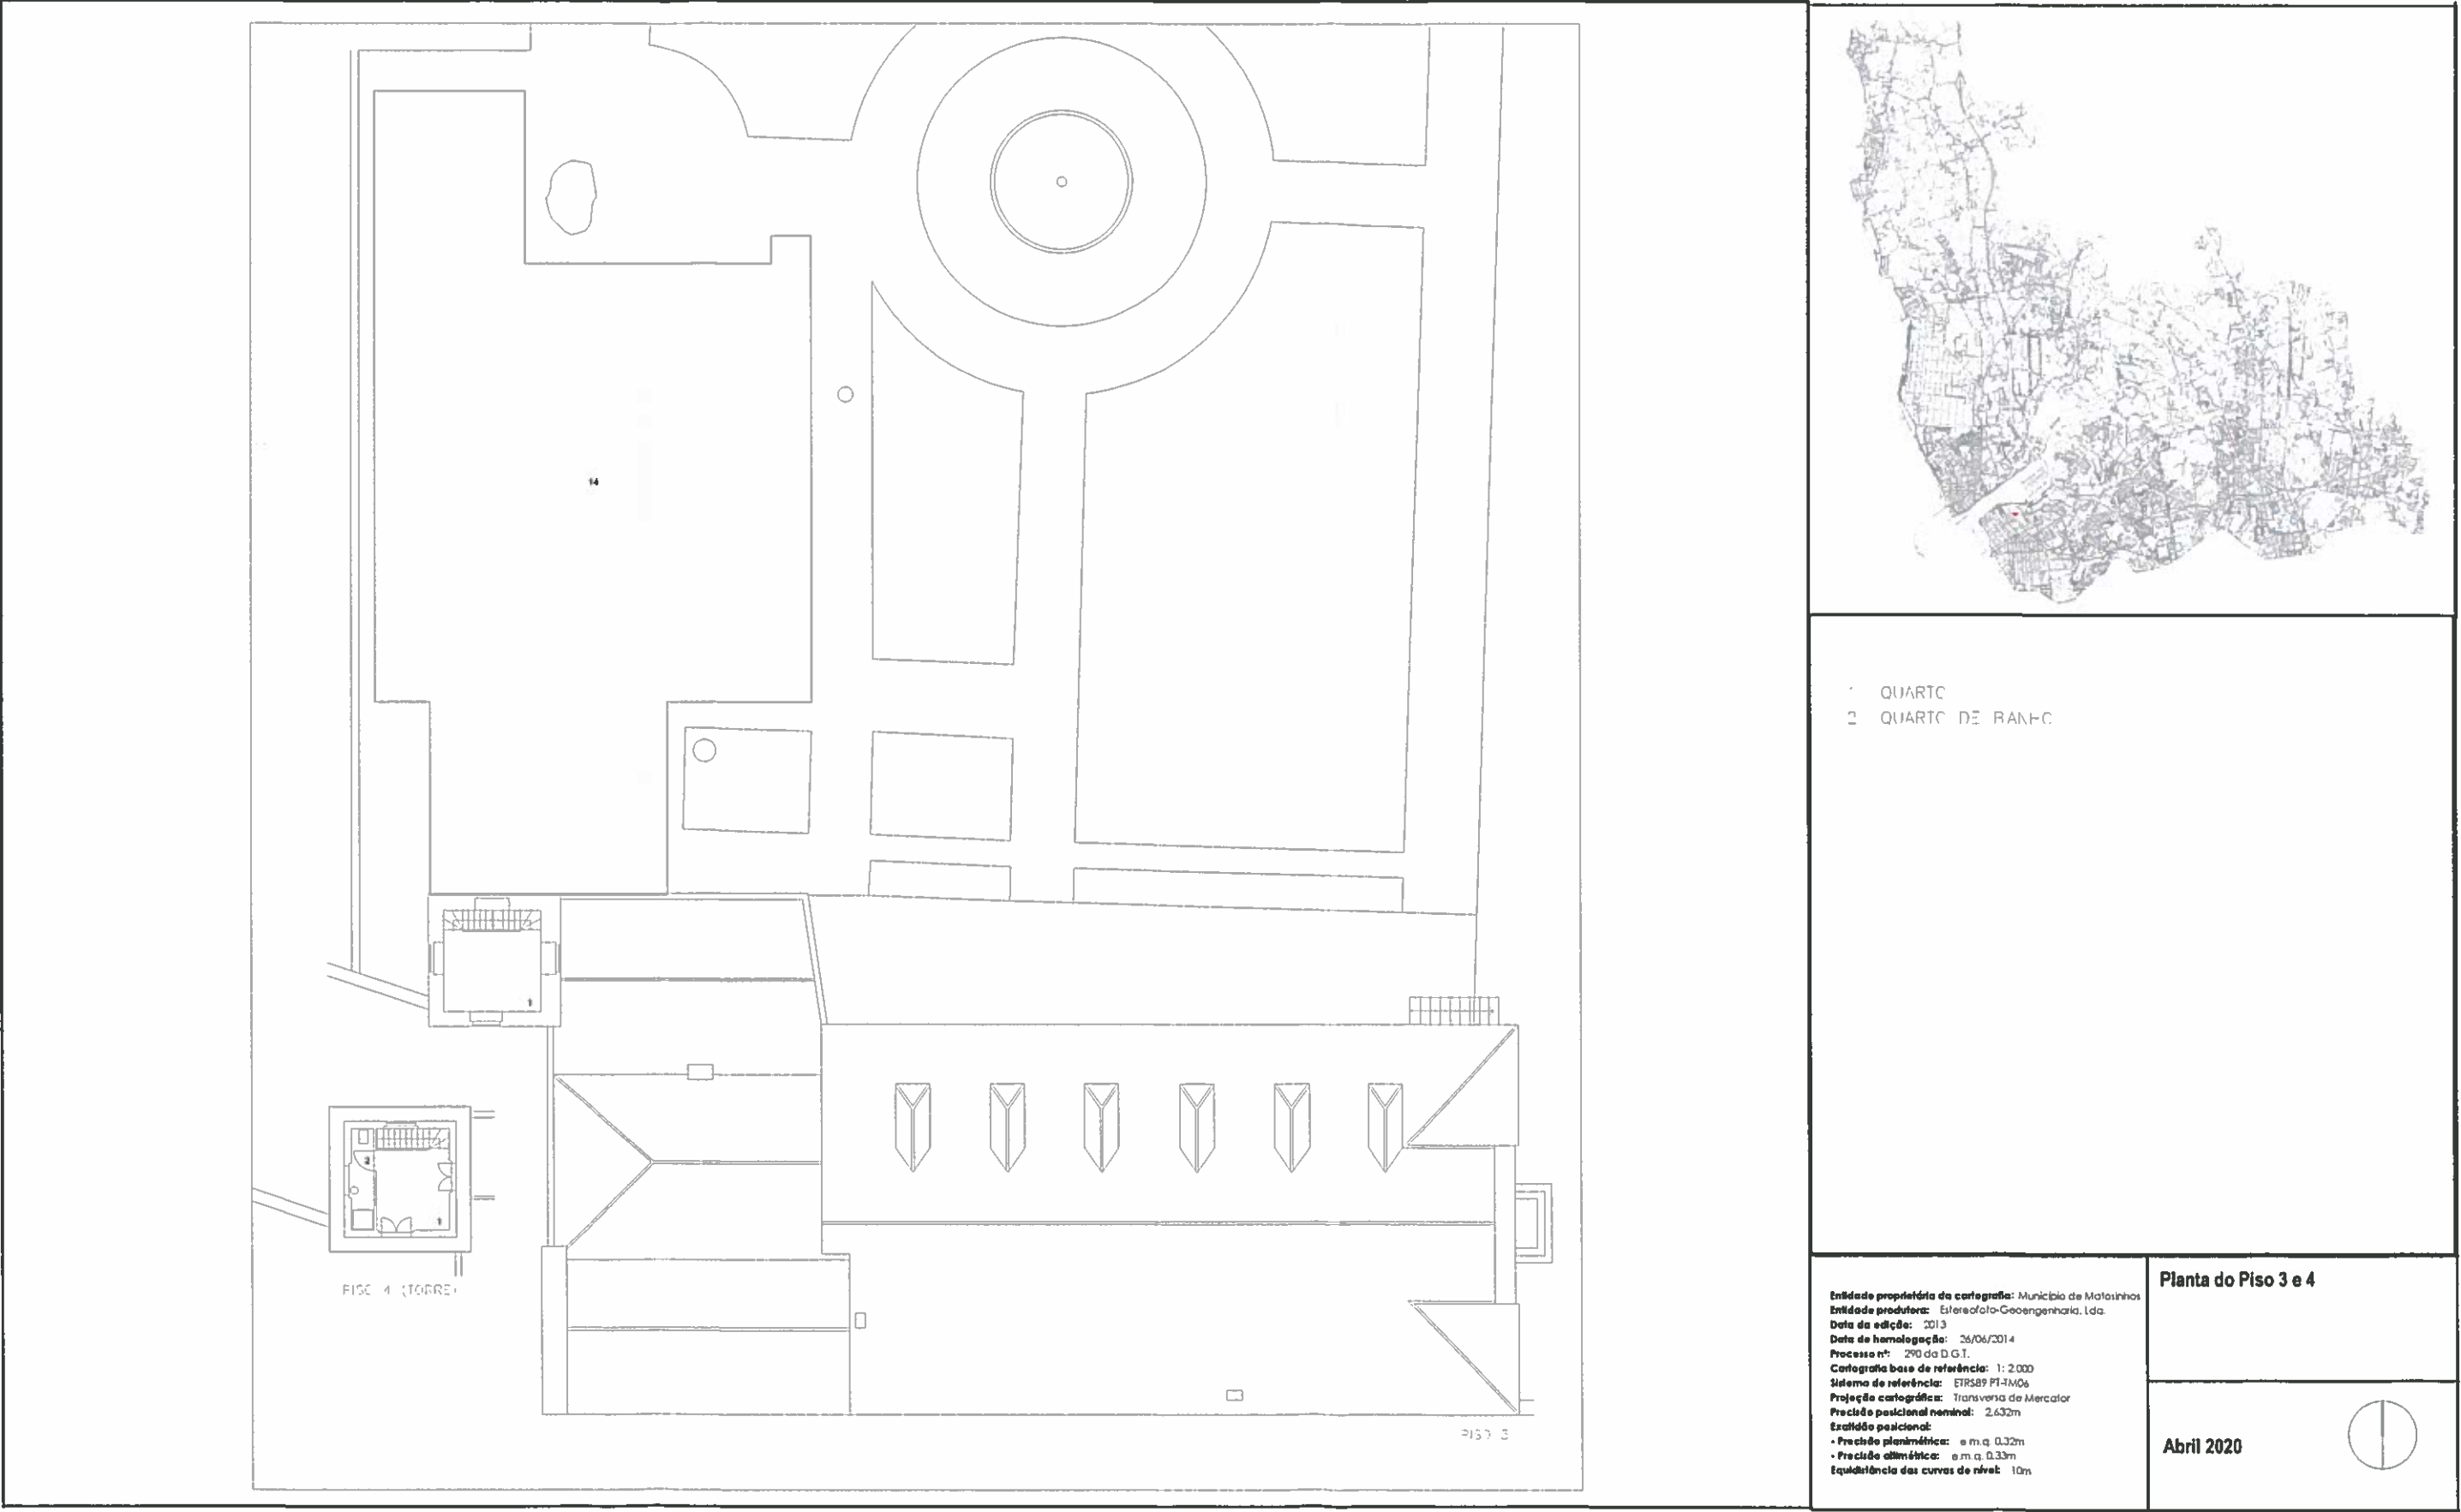 14
1
2
1
PISO 4 (TORRE)
PISO 3
1 QUARTO
2 QUARTO DE BANHO
Entidade proprietária da cartografia: Município de Matosinhos
Entidade produtora: Estereofoto-Geoengenharia, Lda.
Data da edição: 2013
Data de homologação: 26/06/2014
Processo nº: 290 da D.G.T.
Cartografia base de referência: 1: 2.000
Sistema de referência: ETRS89 PT-TM06
Projeção cartográfica: Transversa de Mercator
Precisão posicional nominal: 2.632m
Exatidão posicional:
- Precisão planimétrica: e.m.q. 0.32m
- Precisão altimétrica: e.m.q. 0.33m
Equidistância das curvas de nível: 10m
Planta do Piso 3 e 4
Abril 2020